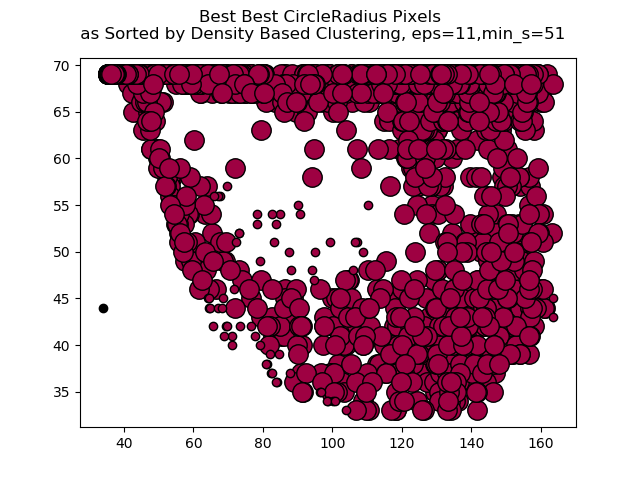 Best Best CircleRadius Pixels
as Sorted by Density Based Clustering, eps=11,min_s=51
70
65
60
55
50
45
40
35
40 60 80 100 120 140 160